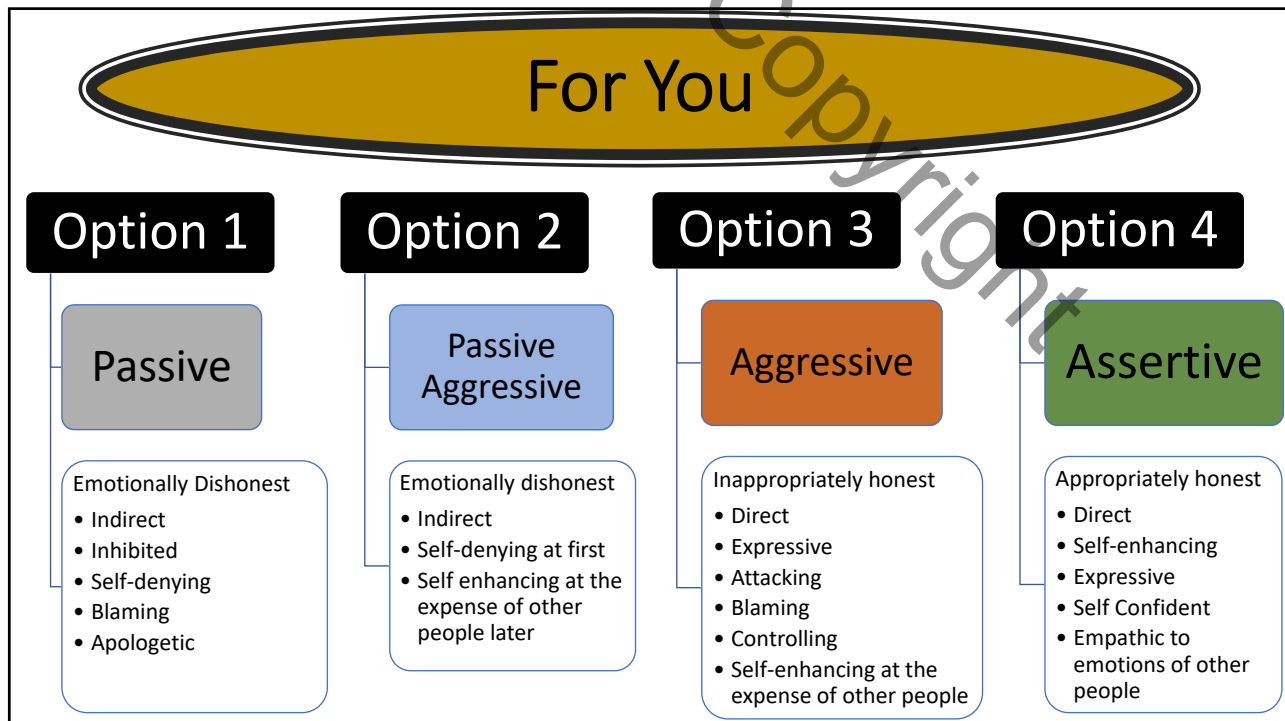 For You
Copyright
Option 1
Passive
Emotionally Dishonest
• Indirect
• Inhibited
• Self-denying
• Blaming
• Apologetic
Option 2
Passive
Aggressive
Emotionally dishonest
• Indirect
• Self-denying at first
• Self enhancing at the
expense of other
people later
Option 3
Aggressive
Inappropriately honest
• Direct
• Expressive
• Attacking
• Blaming
• Controlling
• Self-enhancing at the
expense of other people
Option 4
Assertive
Appropriately honest
• Direct
• Self-enhancing
• Expressive
• Self Confident
• Empathic to
emotions of other
people